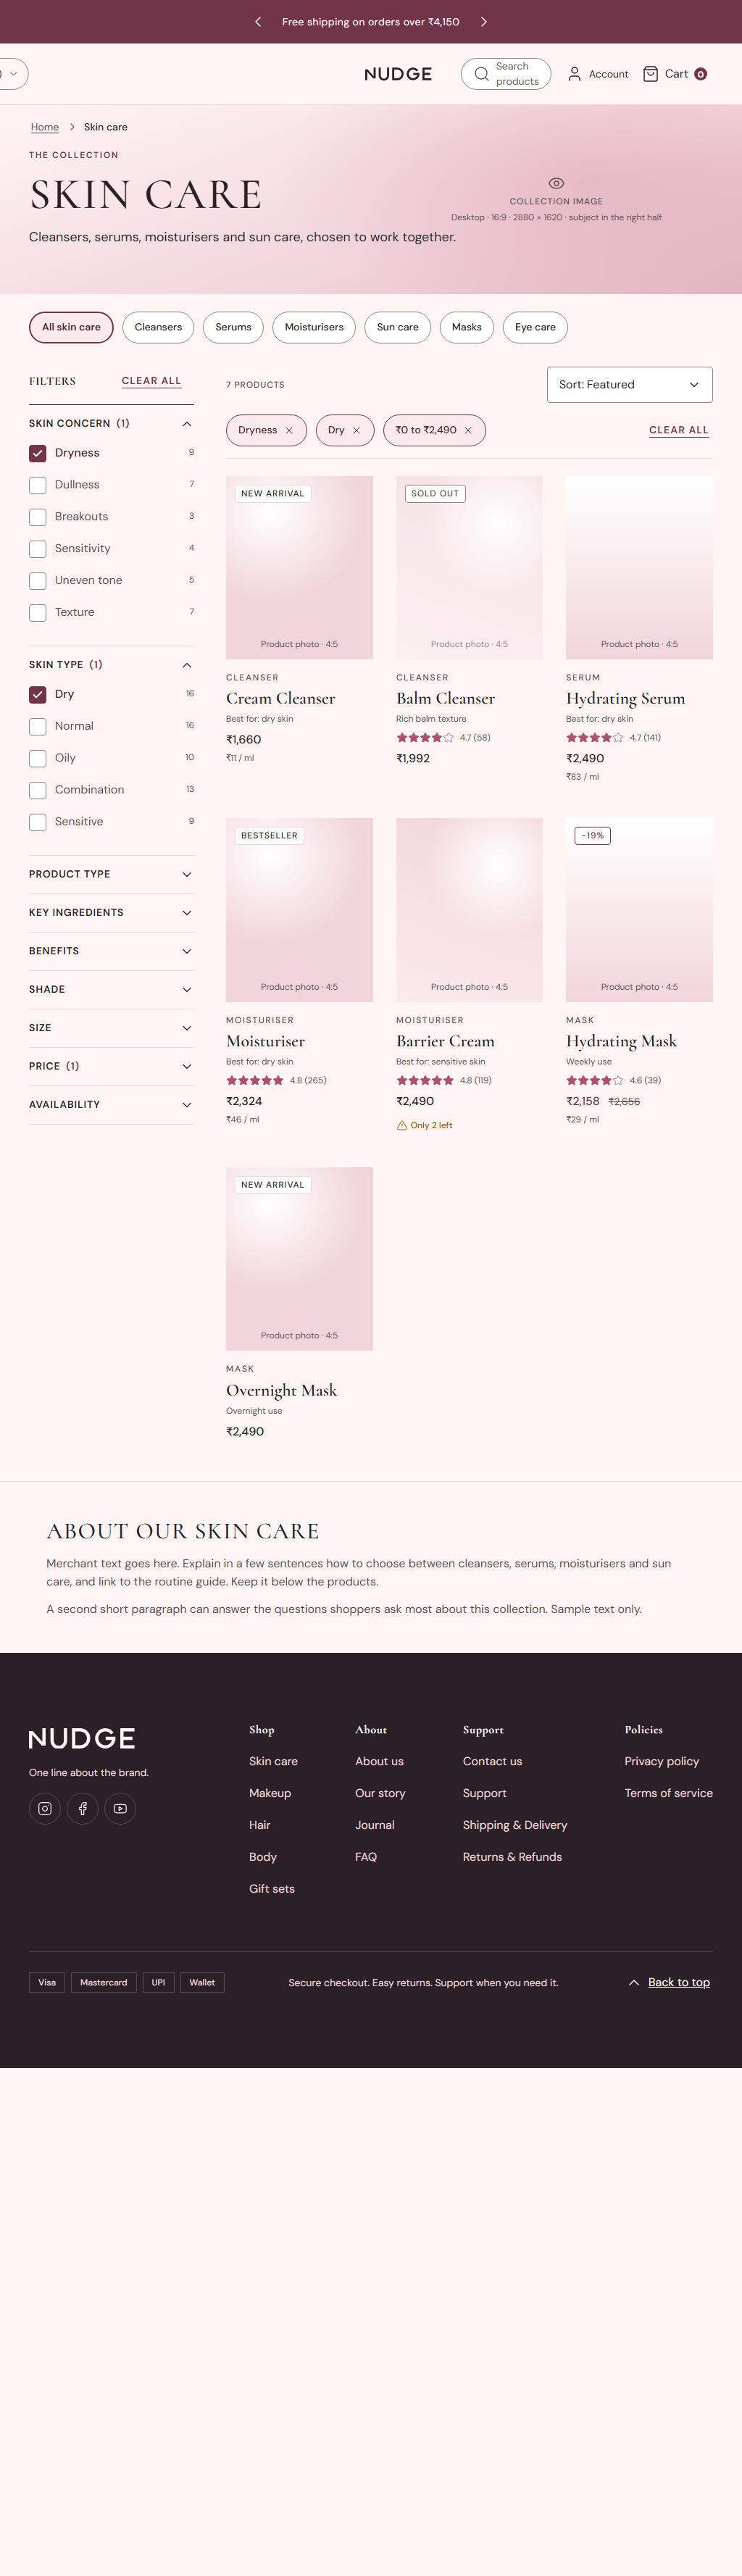 Free shipping on orders over ₹4,150
NUDGE
Search
products
Account
Cart 0
Home
Skin care
THE COLLECTION
SKIN CARE
Cleansers, serums, moisturisers and sun care, chosen to work together.
COLLECTION IMAGE
Desktop · 16:9 · 2880 × 1620 · subject in the right half
All skin care
Cleansers
Serums
Moisturisers
Sun care
Masks
Eye care
FILTERS
CLEAR ALL
SKIN CONCERN (1)
Dryness 9
Dullness 7
Breakouts 3
Sensitivity 4
Uneven tone 5
Texture 7
SKIN TYPE (1)
Dry 16
Normal 16
Oily 10
Combination 13
Sensitive 9
PRODUCT TYPE
KEY INGREDIENTS
BENEFITS
SHADE
SIZE
PRICE (1)
AVAILABILITY
7 PRODUCTS
Sort: Featured
Dryness
Dry
₹0 to ₹2,490
CLEAR ALL
NEW ARRIVAL
Product photo · 4:5
CLEANSER
Cream Cleanser
Best for: dry skin
₹1,660
₹11 / ml
SOLD OUT
Product photo · 4:5
CLEANSER
Balm Cleanser
Rich balm texture
4.7 (58)
₹1,992
Product photo · 4:5
SERUM
Hydrating Serum
Best for: dry skin
4.7 (141)
₹2,490
₹83 / ml
BESTSELLER
Product photo · 4:5
MOISTURISER
Moisturiser
Best for: dry skin
4.8 (265)
₹2,324
₹46 / ml
Product photo · 4:5
MOISTURISER
Barrier Cream
Best for: sensitive skin
4.8 (119)
₹2,490
Only 2 left
-19%
Product photo · 4:5
MASK
Hydrating Mask
Weekly use
4.6 (39)
₹2,158 ₹2,656
₹29 / ml
NEW ARRIVAL
Product photo · 4:5
MASK
Overnight Mask
Overnight use
₹2,490
ABOUT OUR SKIN CARE
Merchant text goes here. Explain in a few sentences how to choose between cleansers, serums, moisturisers and sun
care, and link to the routine guide. Keep it below the products.
A second short paragraph can answer the questions shoppers ask most about this collection. Sample text only.
NUDGE
One line about the brand.
Shop
Skin care
Makeup
Hair
Body
Gift sets
About
About us
Our story
Journal
FAQ
Support
Contact us
Support
Shipping & Delivery
Returns & Refunds
Policies
Privacy policy
Terms of service
Visa
Mastercard
UPI
Wallet
Secure checkout. Easy returns. Support when you need it.
Back to top